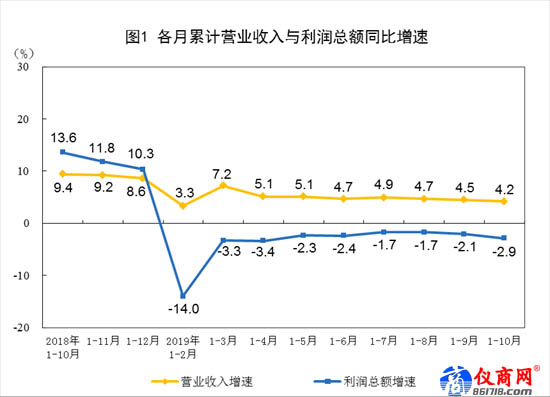 图1 各月累计营业收入与利润总额同比增速
(%)
30
20
10
0
-10
-20
13.6
11.8
10.3
9.4
9.2
8.6
3.3
7.2
5.1
5.1
4.7
4.9
4.7
4.5
4.2
-14.0
-3.3
-3.4
-2.3
-2.4
-1.7
-1.7
-2.1
-2.9
2018年
1-10月
1-11月
1-12月
2019年
1-2月
1-3月
1-4月
1-5月
1-6月
1-7月
1-8月
1-9月
1-10月
营业收入增速
利润总额增速
商
仪商网®
861718.com